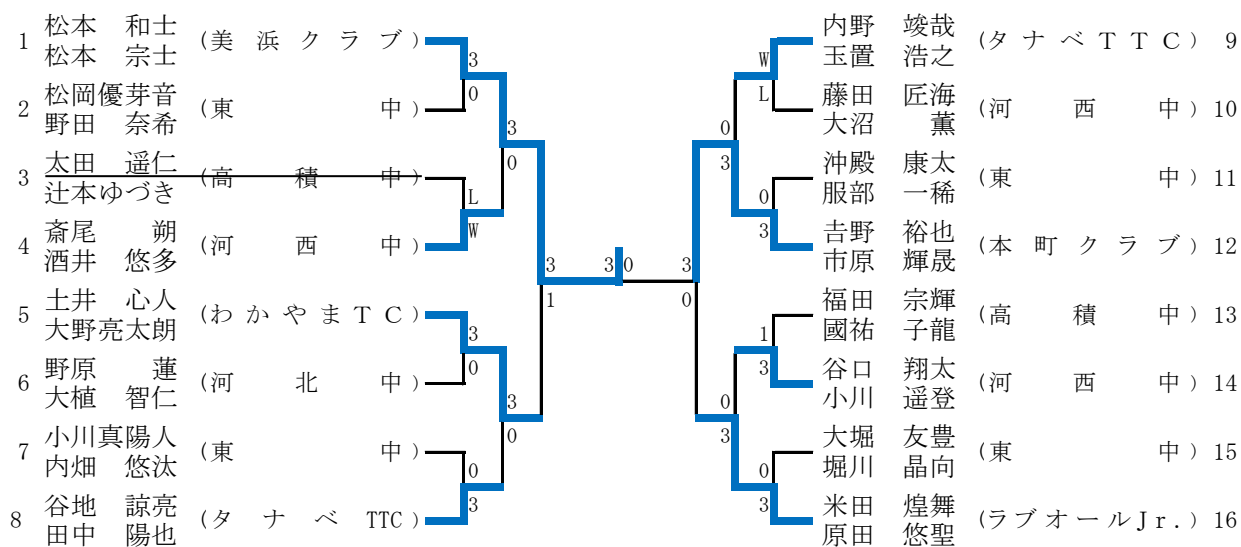 1 松本 和士 (美浜クラブ)
松本 宗士
3
0
2 松岡優芽音 (東中)
野田 奈希
3
0
3 太田 遥仁 (高積中)
辻本ゆづき
L
W
4 斎尾 朔 (河西中)
酒井 悠多
3
1
5 土井 心人 (わかやまTC)
大野亮太朗
3
0
6 野原 蓮 (河北中)
大植 智仁
3
0
7 小川真陽人 (東中)
内畑 悠汰
0
3
8 谷地 諒亮 (タナベTTC)
田中 陽也
3 0
内野 竣哉 (タナベTTC) 9
玉置 浩之
W
L
藤田 匠海 (河西中) 10
大沼 薫
0
3
沖殿 康太 (東中) 11
服部 一稀
0
3
吉野 裕也 (本町クラブ) 12
市原 輝晟
3
0
福田 宗輝 (高積中) 13
國祐 子龍
1
3
谷口 翔太 (河西中) 14
小川 遥登
0
3
大堀 友豊 (東中) 15
堀川 晶向
0
3
米田 煌舞 (ラブオールJr.) 16
原田 悠聖